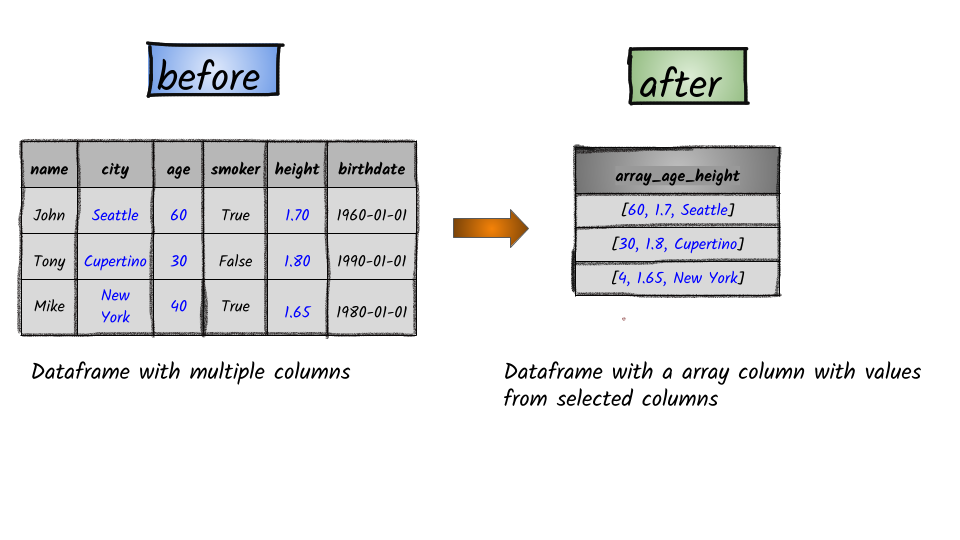 before
after
name city age smoker height birthdate
John Seattle 60 True 1.70 1960-01-01
Tony Cupertino 30 False 1.80 1990-01-01
Mike New York 40 True 1.65 1980-01-01
array_age_height
[60, 1.7, Seattle]
[30, 1.8, Cupertino]
[4, 1.65, New York]
Dataframe with multiple columns
Dataframe with a array column with values
from selected columns